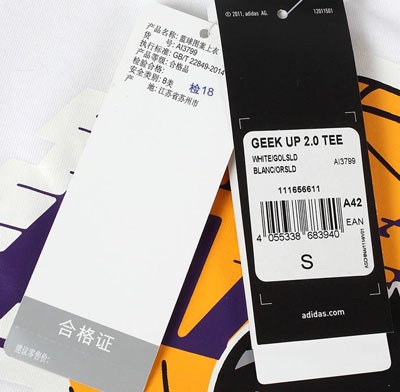 产品名称: 篮球图案上衣
货 号: AI3799
执行标准: GB/T 22849-2014
产品等级: 合格品
检验合格:
安全类别: B类
检18
产 地: 江苏省苏州市
合格证
建议零售价:
© 2011, adidas AG.
12011501
GEEK UP 2.0 TEE
WHITE/GOLSLD
AI3799
BLANC/ORSLD
111656611
A42
EAN
4 055338 683940
S
adidas.com